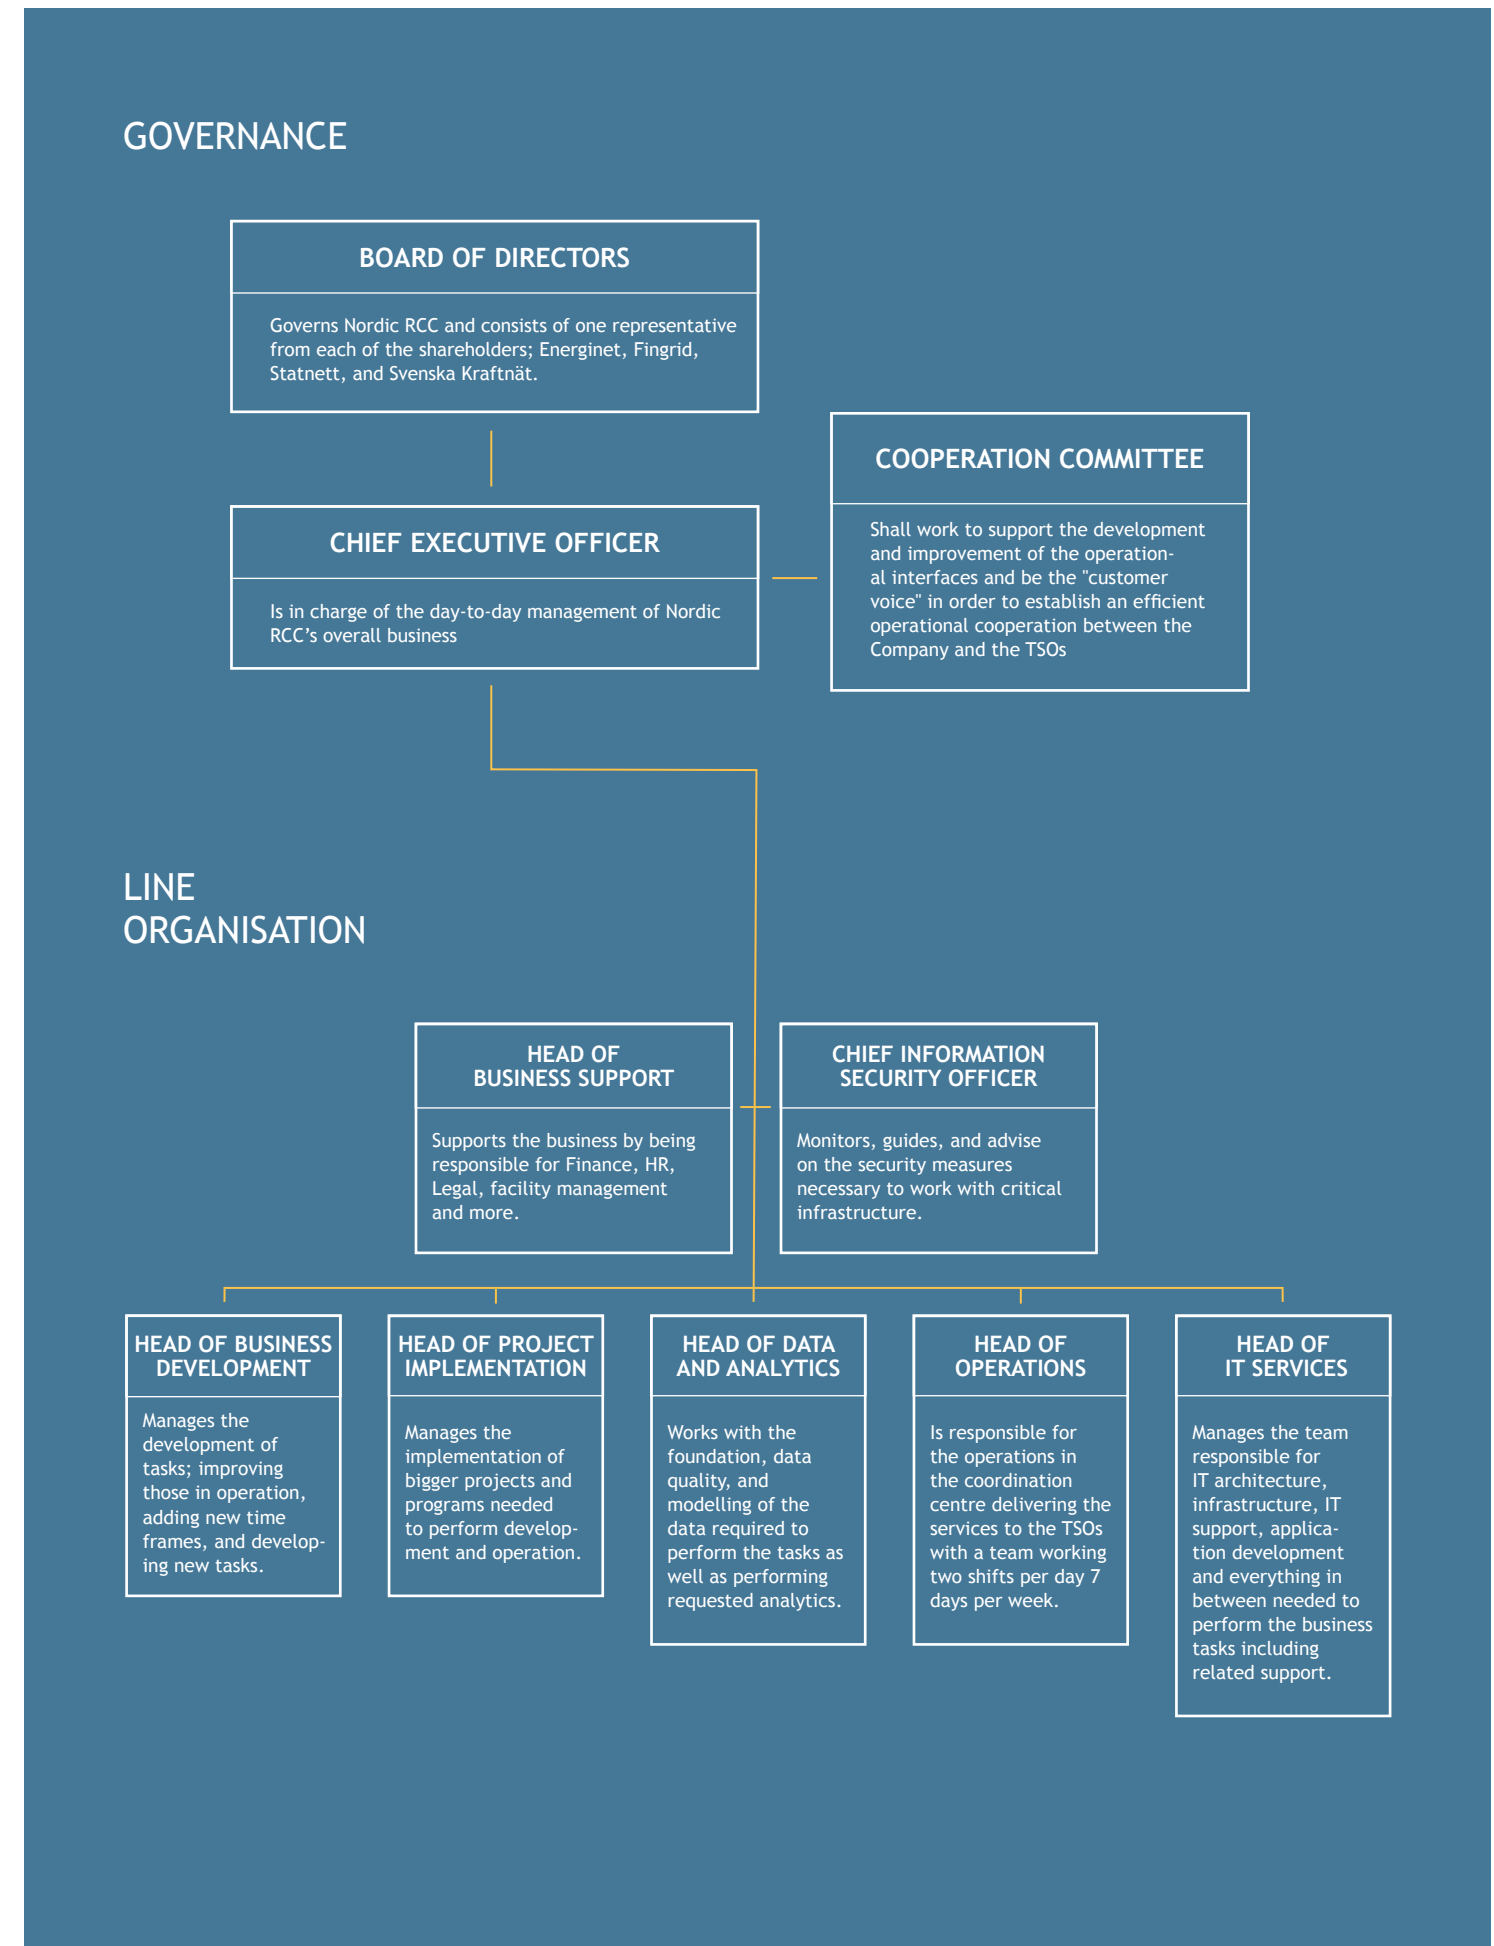 GOVERNANCE
BOARD OF DIRECTORS
Governs Nordic RCC and consists of one representative
from each of the shareholders; Energinet, Fingrid,
Statnett, and Svenska Kraftnät.
COOPERATION COMMITTEE
Shall work to support the development
and improvement of the operation-
al interfaces and be the "customer
voice" in order to establish an efficient
operational cooperation between the
Company and the TSOs
CHIEF EXECUTIVE OFFICER
Is in charge of the day-to-day management of Nordic
RCC’s overall business
LINE
ORGANISATION
HEAD OF
BUSINESS SUPPORT
Supports the business by being
responsible for Finance, HR,
Legal, facility management
and more.
CHIEF INFORMATION
SECURITY OFFICER
Monitors, guides, and advise
on the security measures
necessary to work with critical
infrastructure.
HEAD OF BUSINESS
DEVELOPMENT
Manages the
development of
tasks; improving
those in operation,
adding new time
frames, and develop-
ing new tasks.
HEAD OF PROJECT
IMPLEMENTATION
Manages the
implementation of
bigger projects and
programs needed
to perform develop-
ment and operation.
HEAD OF DATA
AND ANALYTICS
Works with the
foundation, data
quality, and
modelling of the
data required to
perform the tasks as
well as performing
requested analytics.
HEAD OF
OPERATIONS
Is responsible for
the operations in
the coordination
centre delivering the
services to the TSOs
with a team working
two shifts per day 7
days per week.
HEAD OF
IT SERVICES
Manages the team
responsible for
IT architecture,
infrastructure, IT
support, applica-
tion development
and everything in
between needed to
perform the business
tasks including
related support.